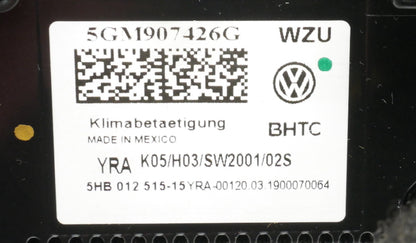 5GM907426G WZU
Klimabetaetigung
MADE IN MEXICO
BHTC
YRA K05/H03/SW2001/02S
5HB 012 515-15 YRA-00120.03.1900070064